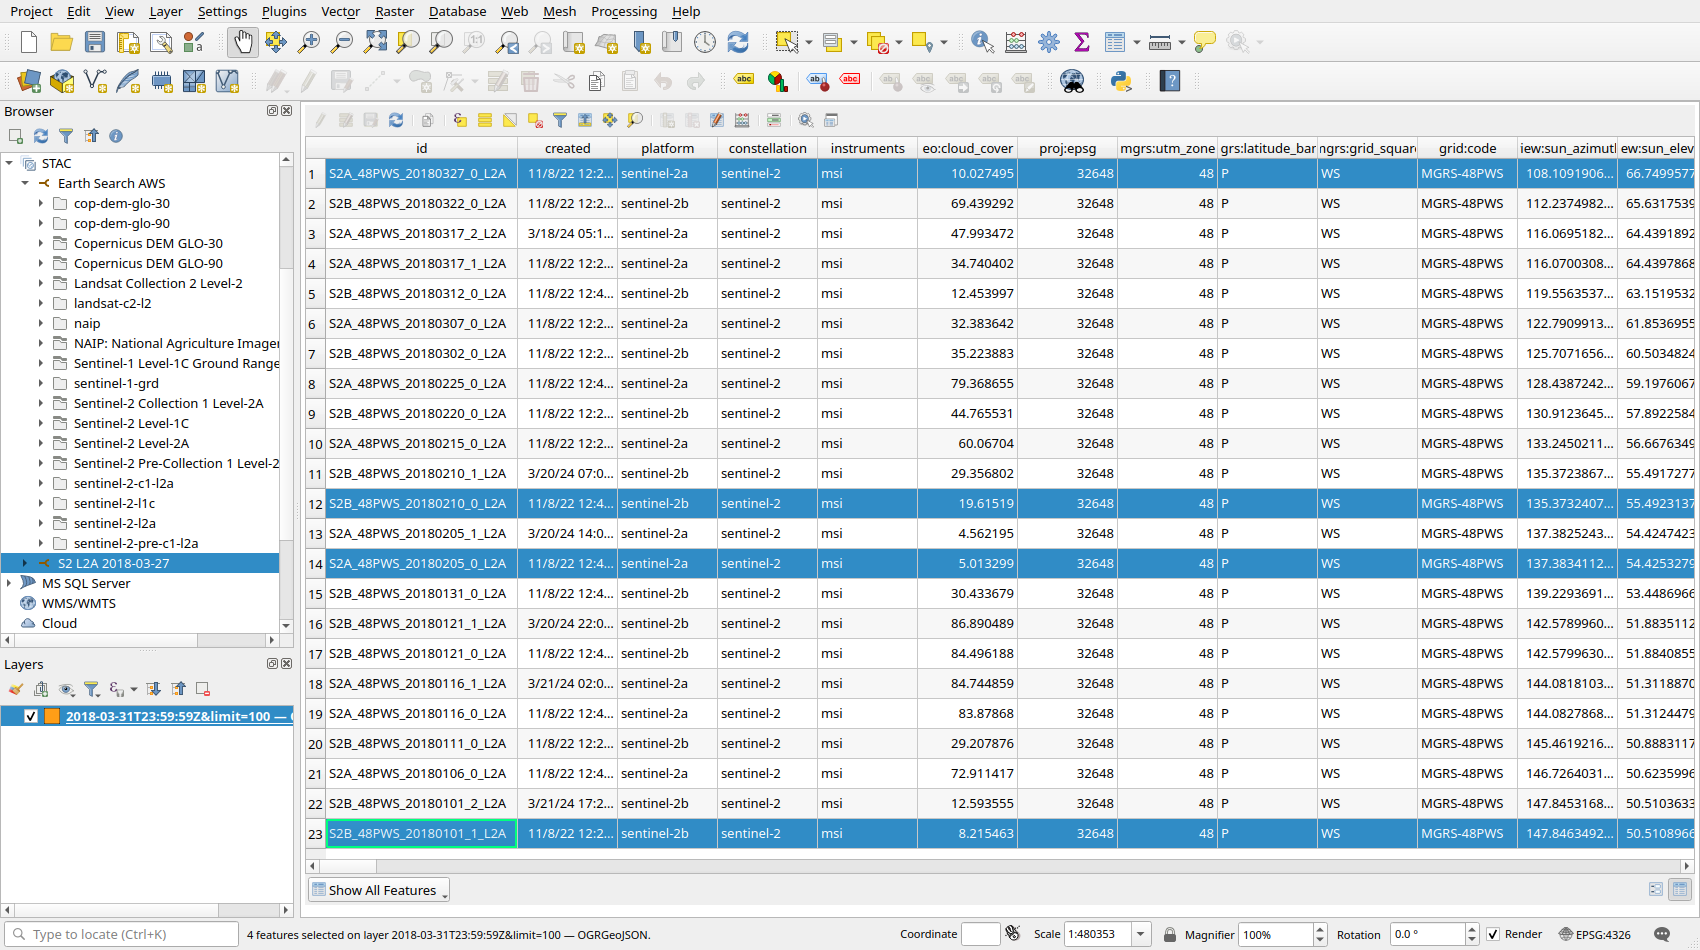 Project Edit View Layer Settings Plugins Vector Raster Database Web Mesh Processing Help
Browser
STAC
Earth Search AWS
cop-dem-glo-30
cop-dem-glo-90
Copernicus DEM GLO-30
Copernicus DEM GLO-90
Landsat Collection 2 Level-2
landsat-c2-l2
naip
NAIP: National Agriculture Imager
Sentinel-1 Level-1C Ground Range
sentinel-1-grd
Sentinel-2 Collection 1 Level-2A
Sentinel-2 Level-1C
Sentinel-2 Level-2A
Sentinel-2 Pre-Collection 1 Level-2
sentinel-2-c1-l2a
sentinel-2-l1c
sentinel-2-l2a
sentinel-2-pre-c1-l2a
S2 L2A 2018-03-27
MS SQL Server
WMS/WMTS
Cloud
Layers
2018-03-31T23:59:59Z&limit=100 —
id created platform constellation instruments eo:cloud_cover proj:epsg mgrs:utm_zone grs:latitude_bar ngrs:grid_squar grid:code iew:sun_azimut ew:sun_elev
1 S2A_48PWS_20180327_0_L2A 11/8/22 12:2... sentinel-2a sentinel-2 msi 10.027495 32648 48 P WS MGRS-48PWS 108.1091906... 66.7499577
2 S2B_48PWS_20180322_0_L2A 11/8/22 12:2... sentinel-2b sentinel-2 msi 69.439292 32648 48 P WS MGRS-48PWS 112.2374982... 65.6317539
3 S2A_48PWS_20180317_2_L2A 3/18/24 05:1... sentinel-2a sentinel-2 msi 47.993472 32648 48 P WS MGRS-48PWS 116.0695182... 64.4391892
4 S2A_48PWS_20180317_1_L2A 11/8/22 12:2... sentinel-2a sentinel-2 msi 34.740402 32648 48 P WS MGRS-48PWS 116.0700308... 64.4397868
5 S2B_48PWS_20180312_0_L2A 11/8/22 12:4... sentinel-2b sentinel-2 msi 12.453997 32648 48 P WS MGRS-48PWS 119.5563537... 63.1519532
6 S2A_48PWS_20180307_0_L2A 11/8/22 12:2... sentinel-2a sentinel-2 msi 32.383642 32648 48 P WS MGRS-48PWS 122.7909913... 61.8536955
7 S2B_48PWS_20180302_0_L2A 11/8/22 12:2... sentinel-2b sentinel-2 msi 35.223883 32648 48 P WS MGRS-48PWS 125.7071656... 60.5034824
8 S2A_48PWS_20180225_0_L2A 11/8/22 12:4... sentinel-2a sentinel-2 msi 79.368655 32648 48 P WS MGRS-48PWS 128.4387242... 59.1976067
9 S2B_48PWS_20180220_0_L2A 11/8/22 12:2... sentinel-2b sentinel-2 msi 44.765531 32648 48 P WS MGRS-48PWS 130.9123645... 57.8922584
10 S2A_48PWS_20180215_0_L2A 11/8/22 12:2... sentinel-2a sentinel-2 msi 60.06704 32648 48 P WS MGRS-48PWS 133.2450211... 56.6676349
11 S2B_48PWS_20180210_1_L2A 3/20/24 07:0... sentinel-2b sentinel-2 msi 29.356802 32648 48 P WS MGRS-48PWS 135.3723867... 55.4917277
12 S2B_48PWS_20180210_0_L2A 11/8/22 12:4... sentinel-2b sentinel-2 msi 19.61519 32648 48 P WS MGRS-48PWS 135.3732407... 55.4923137
13 S2A_48PWS_20180205_1_L2A 3/20/24 14:0... sentinel-2a sentinel-2 msi 4.562195 32648 48 P WS MGRS-48PWS 137.3825243... 54.4247423
14 S2A_48PWS_20180205_0_L2A 11/8/22 12:4... sentinel-2a sentinel-2 msi 5.013299 32648 48 P WS MGRS-48PWS 137.3834112... 54.4253279
15 S2B_48PWS_20180131_0_L2A 11/8/22 12:4... sentinel-2b sentinel-2 msi 30.433679 32648 48 P WS MGRS-48PWS 139.2293691... 53.4486966
16 S2B_48PWS_20180121_1_L2A 3/20/24 22:0... sentinel-2b sentinel-2 msi 86.890489 32648 48 P WS MGRS-48PWS 142.5789960... 51.8835112
17 S2B_48PWS_20180121_0_L2A 11/8/22 12:4... sentinel-2b sentinel-2 msi 84.496188 32648 48 P WS MGRS-48PWS 142.5799630... 51.8840855
18 S2A_48PWS_20180116_1_L2A 3/21/24 02:0... sentinel-2a sentinel-2 msi 84.744859 32648 48 P WS MGRS-48PWS 144.0818103... 51.3118870
19 S2A_48PWS_20180116_0_L2A 11/8/22 12:4... sentinel-2a sentinel-2 msi 83.87868 32648 48 P WS MGRS-48PWS 144.0827868... 51.3124479
20 S2B_48PWS_20180111_0_L2A 11/8/22 12:2... sentinel-2b sentinel-2 msi 29.207876 32648 48 P WS MGRS-48PWS 145.4619216... 50.8883117
21 S2A_48PWS_20180106_0_L2A 11/8/22 12:4... sentinel-2a sentinel-2 msi 72.911417 32648 48 P WS MGRS-48PWS 146.7264031... 50.6235996
22 S2B_48PWS_20180101_2_L2A 3/21/24 17:2... sentinel-2b sentinel-2 msi 12.593555 32648 48 P WS MGRS-48PWS 147.8453168... 50.5103633
23 S2B_48PWS_20180101_1_L2A 11/8/22 12:2... sentinel-2b sentinel-2 msi 8.215463 32648 48 P WS MGRS-48PWS 147.8463492... 50.5108966
Show All Features
Type to locate (Ctrl+K) 4 features selected on layer 2018-03-31T23:59:59Z&limit=100 — OGRGeoJSON. Coordinate Scale 1:480353 Magnifier 100% Rotation 0.0 ° Render EPSG:4326